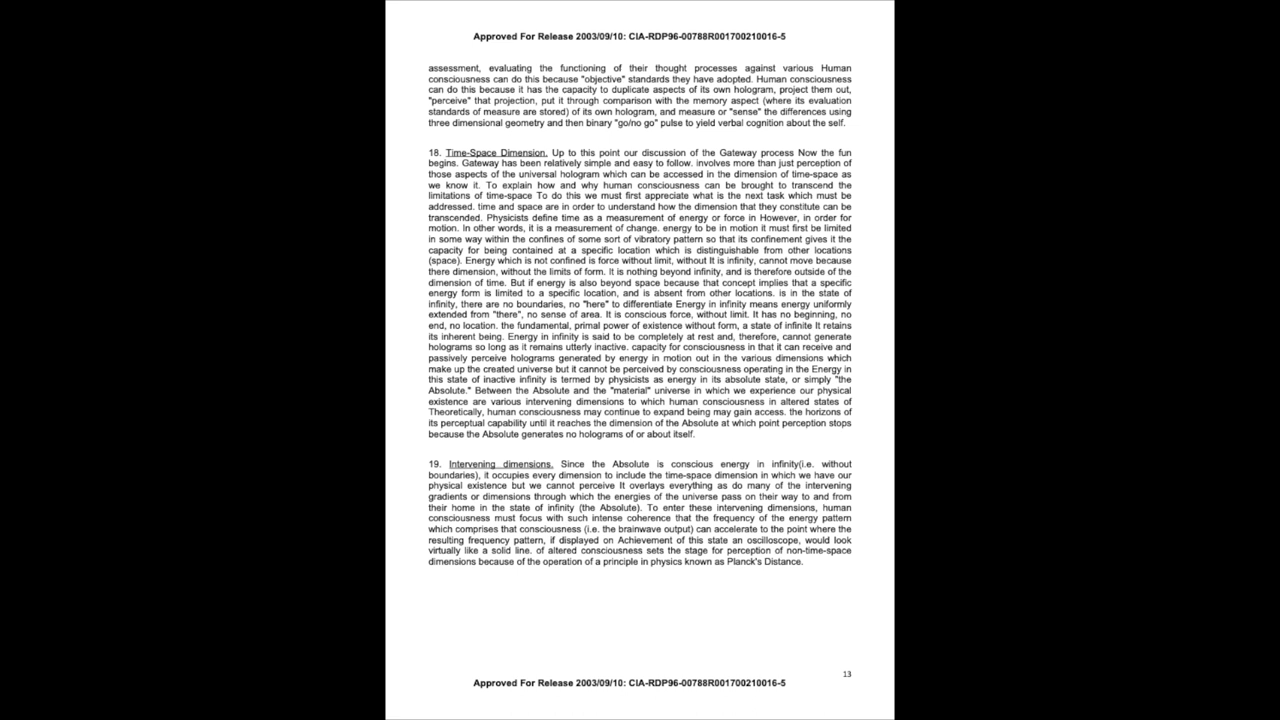 Approved For Release 2003/09/10: CIA-RDP96-00788R001700210016-5
assessment, evaluating the functioning of their thought processes against various Human
consciousness can do this because "objective" standards they have adopted. Human consciousness
can do this because it has the capacity to duplicate aspects of its own hologram, project them out,
"perceive" that projection, put it through comparison with the memory aspect (where its evaluation
standards of measure are stored) of its own hologram, and measure or "sense" the differences using
three dimensional geometry and then binary "go/no go" pulse to yield verbal cognition about the self.
18. Time-Space Dimension. Up to this point our discussion of the Gateway process Now the fun
begins. Gateway has been relatively simple and easy to follow. involves more than just perception of
those aspects of the universal hologram which can be accessed in the dimension of time-space as
we know it. To explain how and why human consciousness can be brought to transcend the
limitations of time-space To do this we must first appreciate what is the next task which must be
addressed. time and space are in order to understand how the dimension that they constitute can be
transcended. Physicists define time as a measurement of energy or force in However, in order for
motion. In other words, it is a measurement of change. energy to be in motion it must first be limited
in some way within the confines of some sort of vibratory pattern so that its confinement gives it the
capacity for being contained at a specific location which is distinguishable from other locations
(space). Energy which is not confined is force without limit, without It is infinity, cannot move because
there dimension, without the limits of form. It is nothing beyond infinity, and is therefore outside of the
dimension of time. But if energy is also beyond space because that concept implies that a specific
energy form is limited to a specific location, and is absent from other locations. is in the state of
infinity, there are no boundaries, no "here" to differentiate Energy in infinity means energy uniformly
extended from "there", no sense of area. It is conscious force, without limit. It has no beginning, no
end, no location. the fundamental, primal power of existence without form, a state of infinite It retains
its inherent being. Energy in infinity is said to be completely at rest and, therefore, cannot generate
holograms so long as it remains utterly inactive. capacity for consciousness in that it can receive and
passively perceive holograms generated by energy in motion out in the various dimensions which
make up the created universe but it cannot be perceived by consciousness operating in the Energy in
this state of inactive infinity is termed by physicists as energy in its absolute state, or simply "the
Absolute." Between the Absolute and the "material" universe in which we experience our physical
existence are various intervening dimensions to which human consciousness in altered states of
Theoretically, human consciousness may continue to expand being may gain access. the horizons of
its perceptual capability until it reaches the dimension of the Absolute at which point perception stops
because the Absolute generates no holograms of or about itself.
19. Intervening dimensions. Since the Absolute is conscious energy in infinity(i.e. without
boundaries), it occupies every dimension to include the time-space dimension in which we have our
physical existence but we cannot perceive It overlays everything as do many of the intervening
gradients or dimensions through which the energies of the universe pass on their way to and from
their home in the state of infinity (the Absolute). To enter these intervening dimensions, human
consciousness must focus with such intense coherence that the frequency of the energy pattern
which comprises that consciousness (i.e. the brainwave output) can accelerate to the point where the
resulting frequency pattern, if displayed on Achievement of this state an oscilloscope, would look
virtually like a solid line. of altered consciousness sets the stage for perception of non-time-space
dimensions because of the operation of a principle in physics known as Planck's Distance.
13
Approved For Release 2003/09/10: CIA-RDP96-00788R001700210016-5